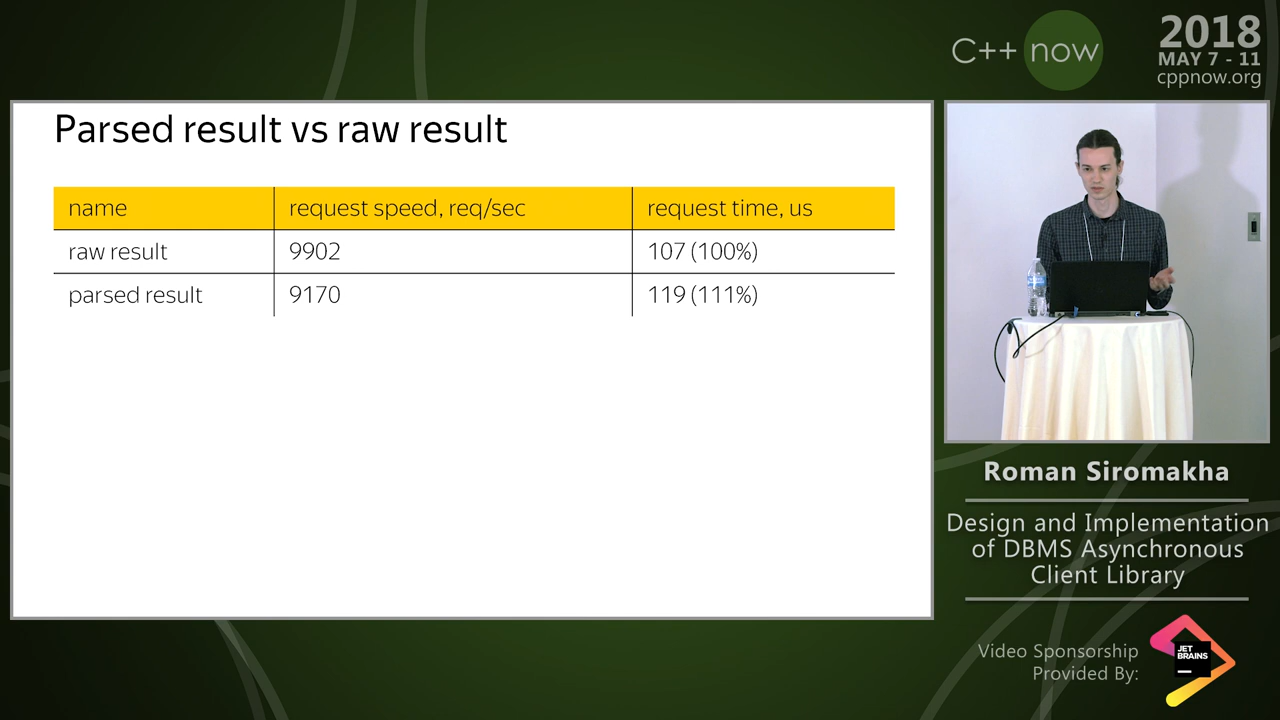 C++ now
2018
MAY 7 - 11
cppnow.org
Parsed result vs raw result
name request speed, req/sec request time, us
raw result 9902 107 (100%)
parsed result 9170 119 (111%)
Roman Siromakha
Design and Implementation
of DBMS Asynchronous
Client Library
Video Sponsorship
Provided By:
JET
BRAINS